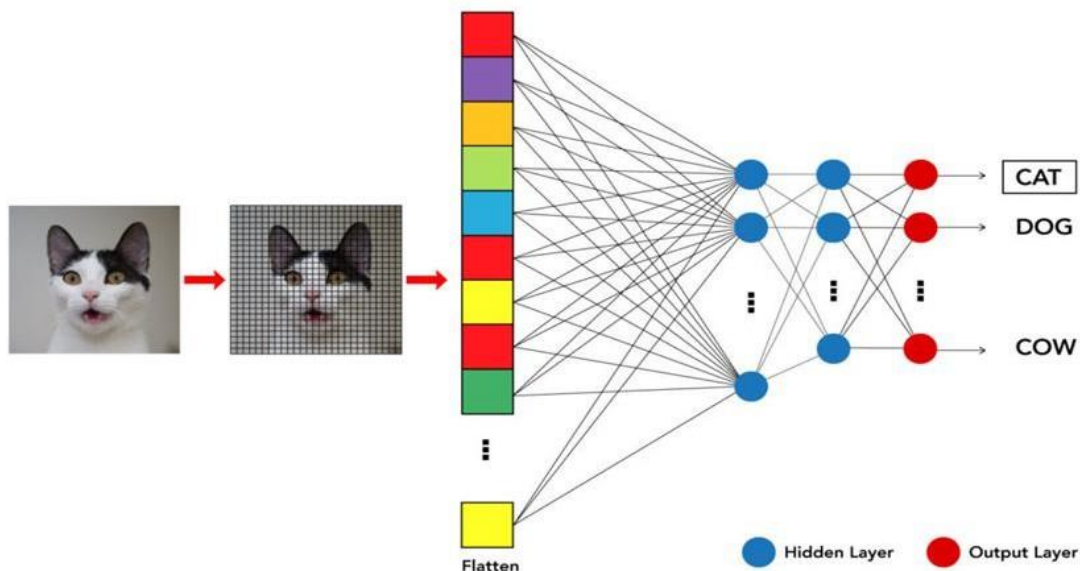 CAT
DOG
COW
Flatten
Hidden Layer
Output Layer